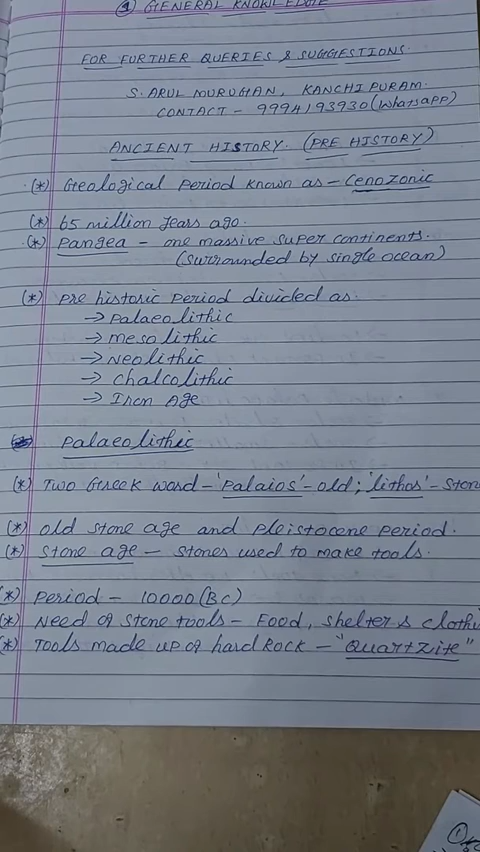 ① GENERAL KNOWLEDGE
FOR FURTHER QUERIES & SUGGESTIONS.
S. ARUL MURUGAN, KANCHIPURAM.
CONTACT - 9994193930 (WhatsAPP)
ANCIENT HISTORY. (PRE HISTORY)
(*) Geological Period known as - Cenozonic
(*) 65 million years ago.
(*) Pangea - one massive super continents.
(surrounded by single ocean)
(*) Pre historic Period divided as.
→ Palaeolithic
→ mesolithic
→ Neolithic
→ Chalcolithic
→ Iron Age
Palaeolithic
(*) Two Greek word - 'Palaios' - old; 'lithos' - Ston
(*) Old Stone age and Pleistocene Period.
(*) Stone age - Stones used to make tools.
(*) Period - 10000 (BC)
(*) Need of Stone tools - Food, shelter & clothi
(*) Tools made up of hard Rock - "Quartzite"